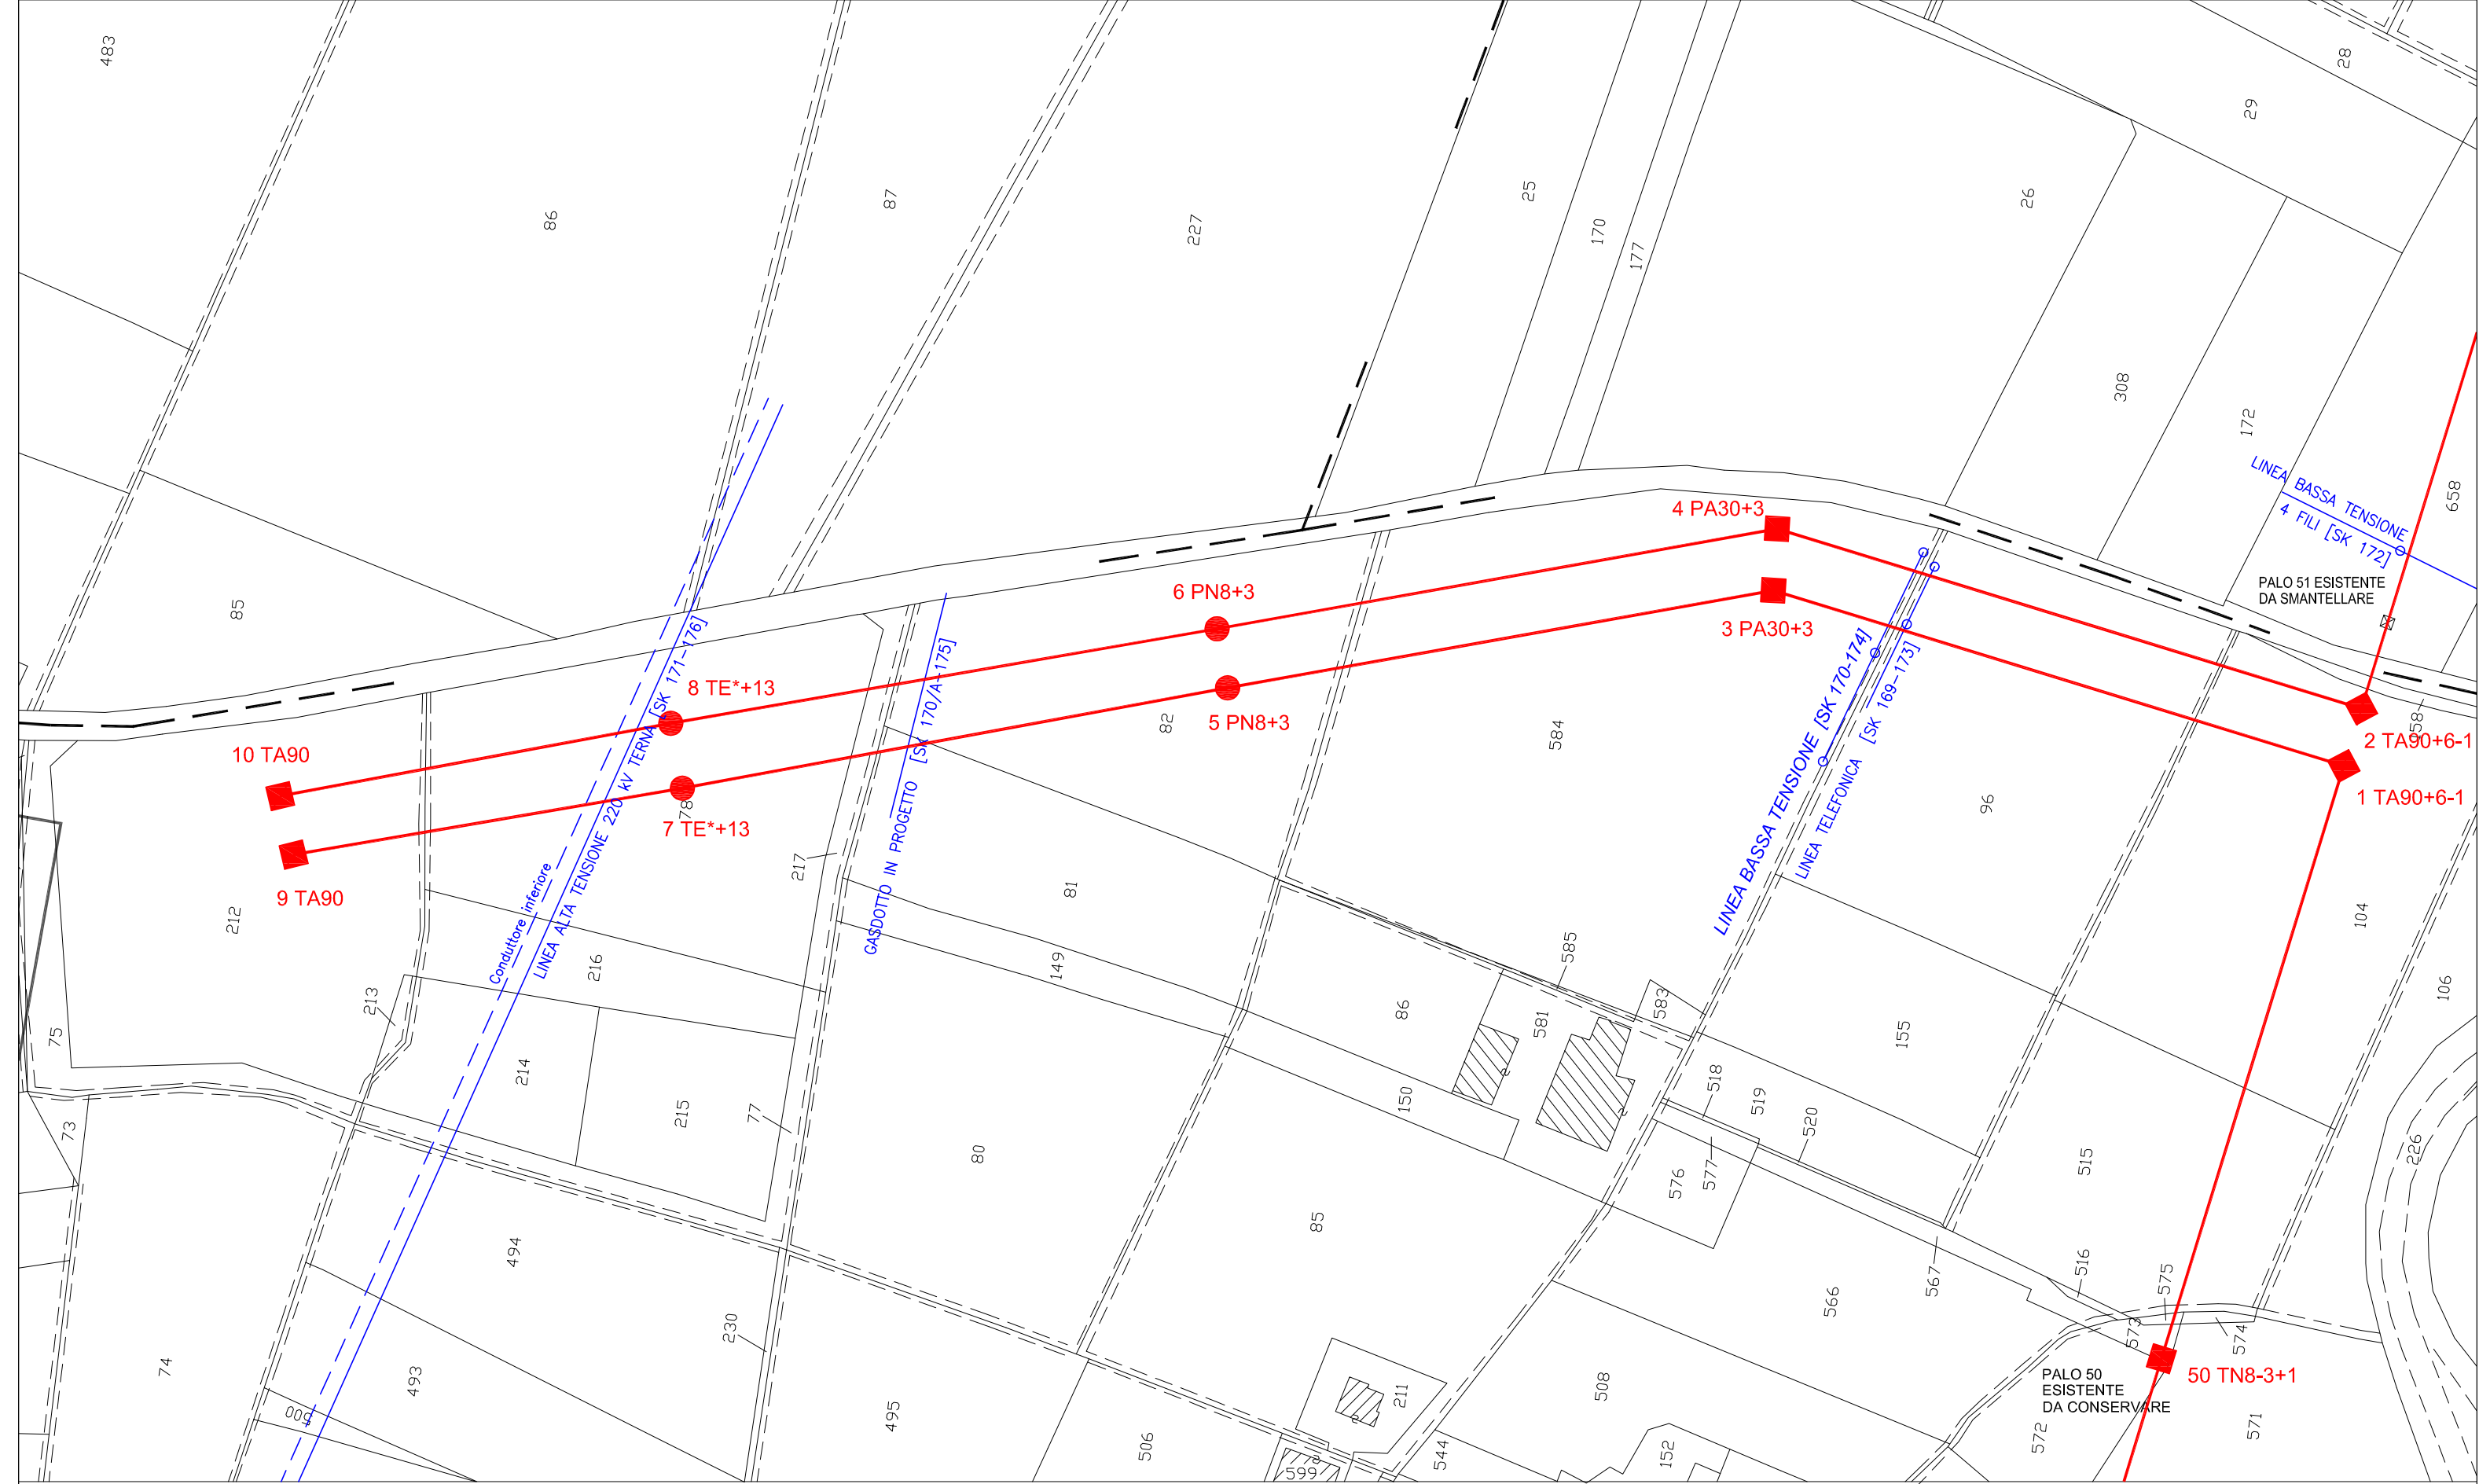 483
86
87
227
25
170
177
26
29
28
308
172
658
LINEA BASSA TENSIONE
4 FILI [SK 172]
PALO 51 ESISTENTE
DA SMANTELLARE
85
4 PA30+3
3 PA30+3
6 PN8+3
5 PN8+3
8 TE*+13
7 TE*+13
10 TA90
9 TA90
2 TA90+6-1
1 TA90+6-1
658
78
82
584
96
104
106
212
217
81
149
216
213
75
214
215
77
73
80
86
150
585
581
583
155
518
519
520
577
576
515
226
Conduttore inferiore
LINEA ALTA TENSIONE 220 kV TERNA [SK 171-176]
GASDOTTO IN PROGETTO [SK 170/A-175]
LINEA BASSA TENSIONE [SK 170-174]
LINEA TELEFONICA [SK 169-173]
494
230
85
566
567
516
575
573
574
74
493
500
495
506
211
599
544
508
152
572
571
PALO 50
ESISTENTE
DA CONSERVARE
50 TN8-3+1